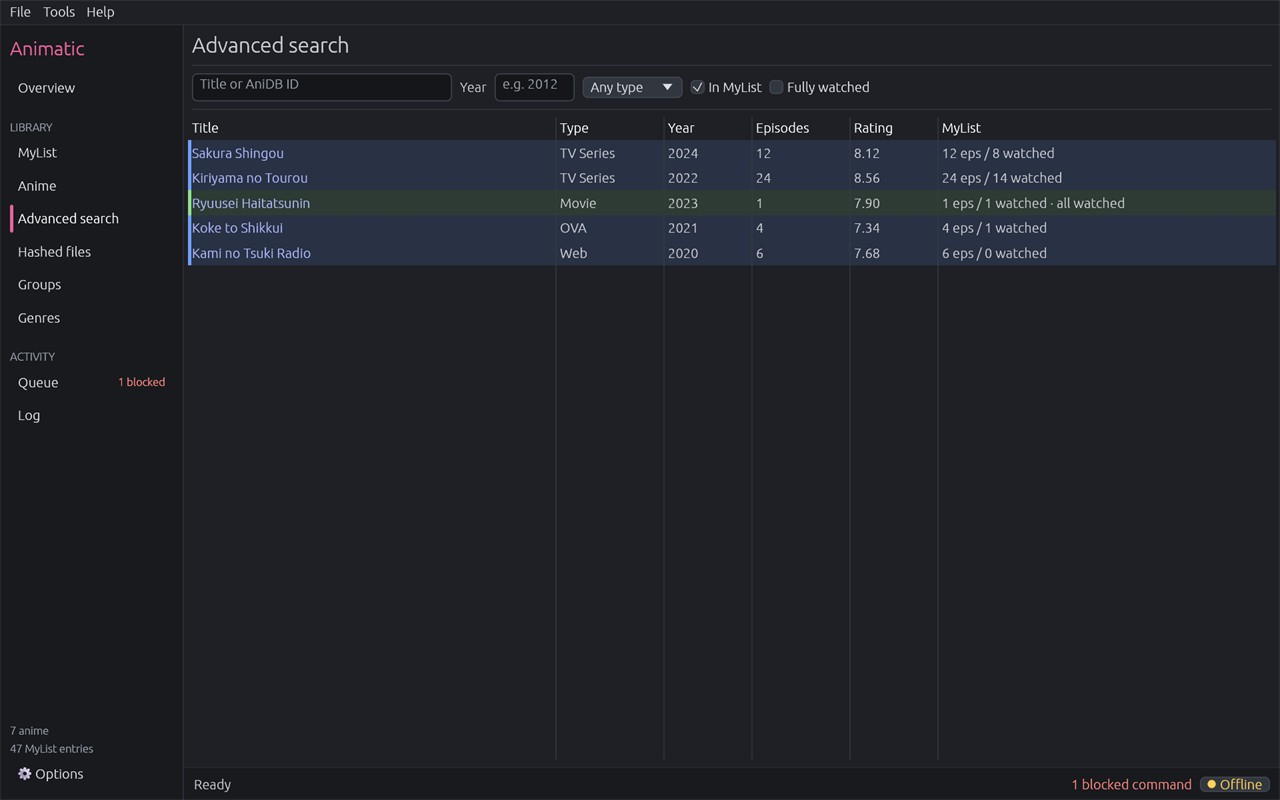 File Tools Help
Animatic
Overview
LIBRARY
MyList
Anime
Advanced search
Hashed files
Groups
Genres
ACTIVITY
Queue 1 blocked
Log
7 anime
47 MyList entries
Options
Advanced search
Title or AniDB ID Year e.g. 2012 Any type In MyList Fully watched
Title Type Year Episodes Rating MyList
Sakura Shingou TV Series 2024 12 8.12 12 eps / 8 watched
Kiriyama no Tourou TV Series 2022 24 8.56 24 eps / 14 watched
Ryuusei Haitatsunin Movie 2023 1 7.90 1 eps / 1 watched · all watched
Koke to Shikkui OVA 2021 4 7.34 4 eps / 1 watched
Kami no Tsuki Radio Web 2020 6 7.68 6 eps / 0 watched
Ready 1 blocked command Offline